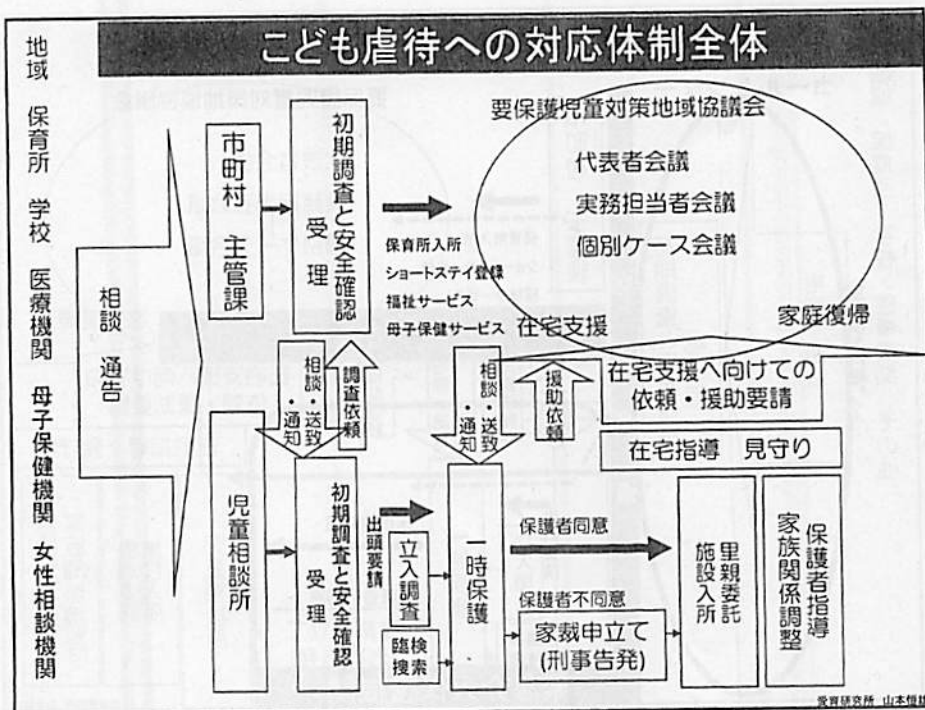 こども虐待への対応体制全体
地域 保育所 学校 医療機関 母子保健機関 女性相談機関
相談 通告
市町村 主管課
初期調査と安全確認
受理
保育所入所
ショートステイ登録
福祉サービス
母子保健サービス
要保護児童対策地域協議会
代表者会議
実務担当者会議
個別ケース会議
在宅支援
家庭復帰
相談・送致
・通知
調査依頼
相談・送致
・通知
援助依頼
在宅支援へ向けての
依頼・援助要請
在宅指導 見守り
児童相談所
初期調査と安全確認
受理
出頭要請
立入調査
臨検
捜索
一時保護
保護者同意
保護者不同意
家裁申立て
(刑事告発)
里親委託
施設入所
保護者指導
家族関係調整
愛育研究所 山本恒雄